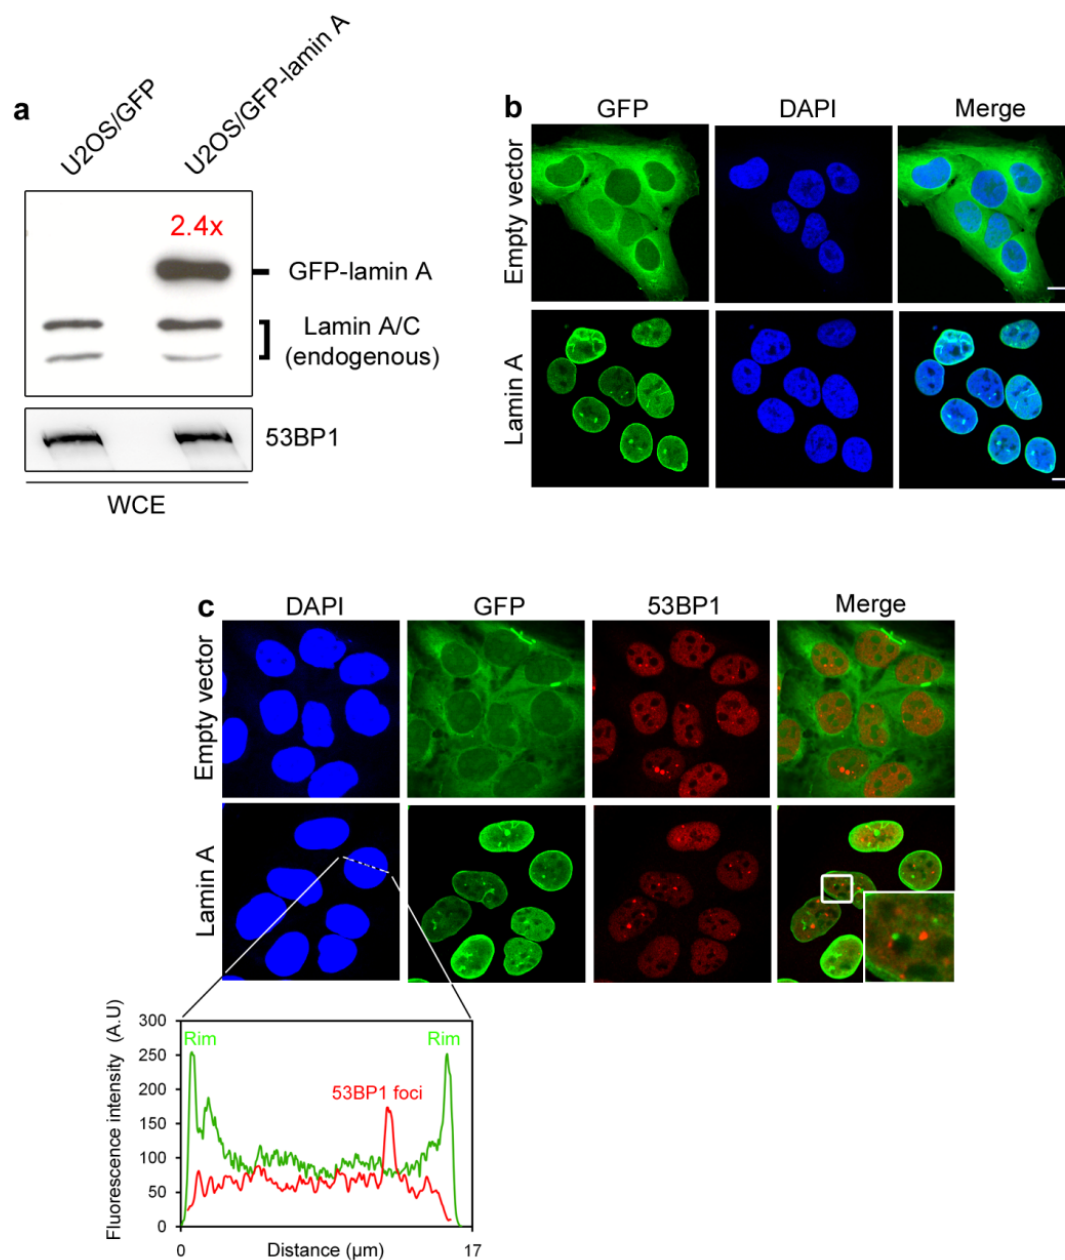 a
U2OS/GFP
U2OS/GFP-lamin A
2.4x
GFP-lamin A
Lamin A/C
(endogenous)
53BP1
WCE
b
GFP
DAPI
Merge
Empty vector
Lamin A
c
DAPI
GFP
53BP1
Merge
Empty vector
Lamin A
Fluorescence intensity (A.U)
300
250
200
150
100
50
0
Rim
Rim
53BP1 foci
0
Distance (µm)
17